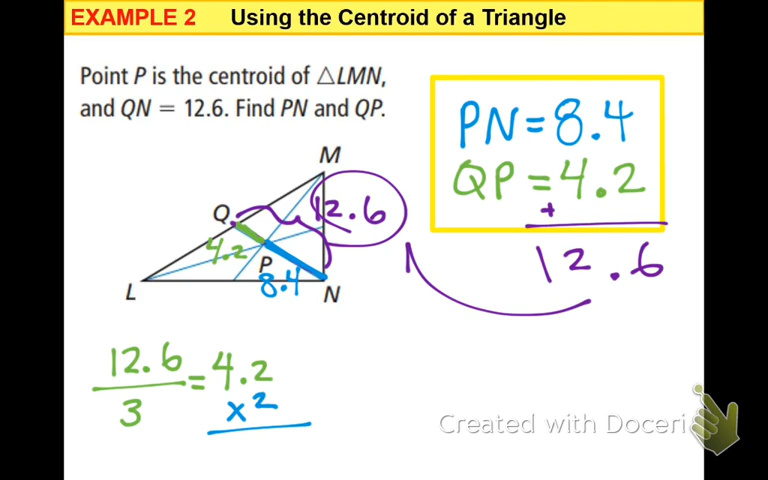 EXAMPLE 2 Using the Centroid of a Triangle
Point P is the centroid of △LMN,
and QN = 12.6. Find PN and QP.
PN=8.4
QP=4.2
+
12.6
M
Q
12.6
4.2
P
8.4
L
N
12.6
3
=4.2
x2
Created with Doceri